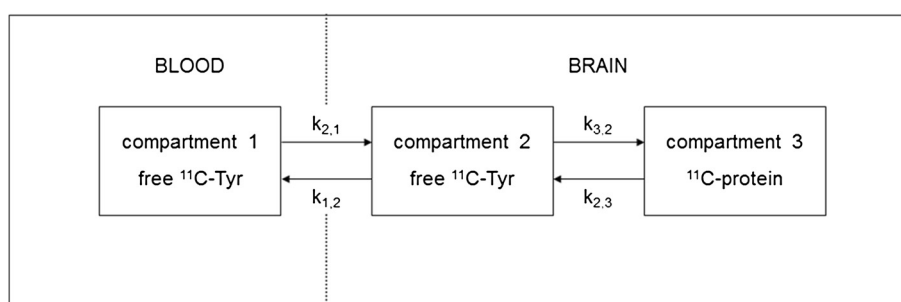 BLOOD
BRAIN
compartment 1
free ¹¹C-Tyr
k₂,₁
k₁,₂
compartment 2
free ¹¹C-Tyr
k₃,₂
k₂,₃
compartment 3
¹¹C-protein